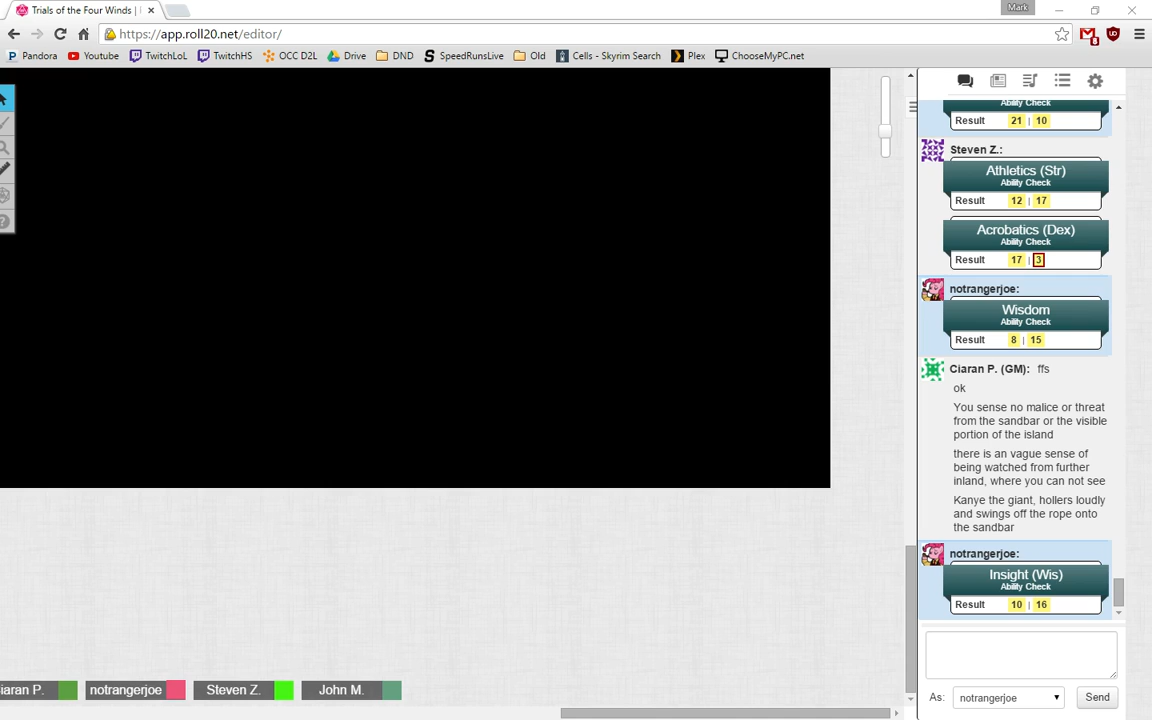 Trials of the Four Winds |
Mark
https://app.roll20.net/editor/
Pandora
Youtube
TwitchLoL
TwitchHS
OCC D2L
Drive
DND
SpeedRunsLive
Old
Cells - Skyrim Search
Plex
ChooseMyPC.net
Ability Check
Result 21 | 10
Steven Z.:
Athletics (Str)
Ability Check
Result 12 | 17
Acrobatics (Dex)
Ability Check
Result 17 | 3
notrangerjoe:
Wisdom
Ability Check
Result 8 | 15
Ciaran P. (GM): ffs
ok
You sense no malice or threat
from the sandbar or the visible
portion of the island
there is an vague sense of
being watched from further
inland, where you can not see
Kanye the giant, hollers loudly
and swings off the rope onto
the sandbar
notrangerjoe:
Insight (Wis)
Ability Check
Result 10 | 16
As: notrangerjoe
Send
iaran P.
notrangerjoe
Steven Z.
John M.